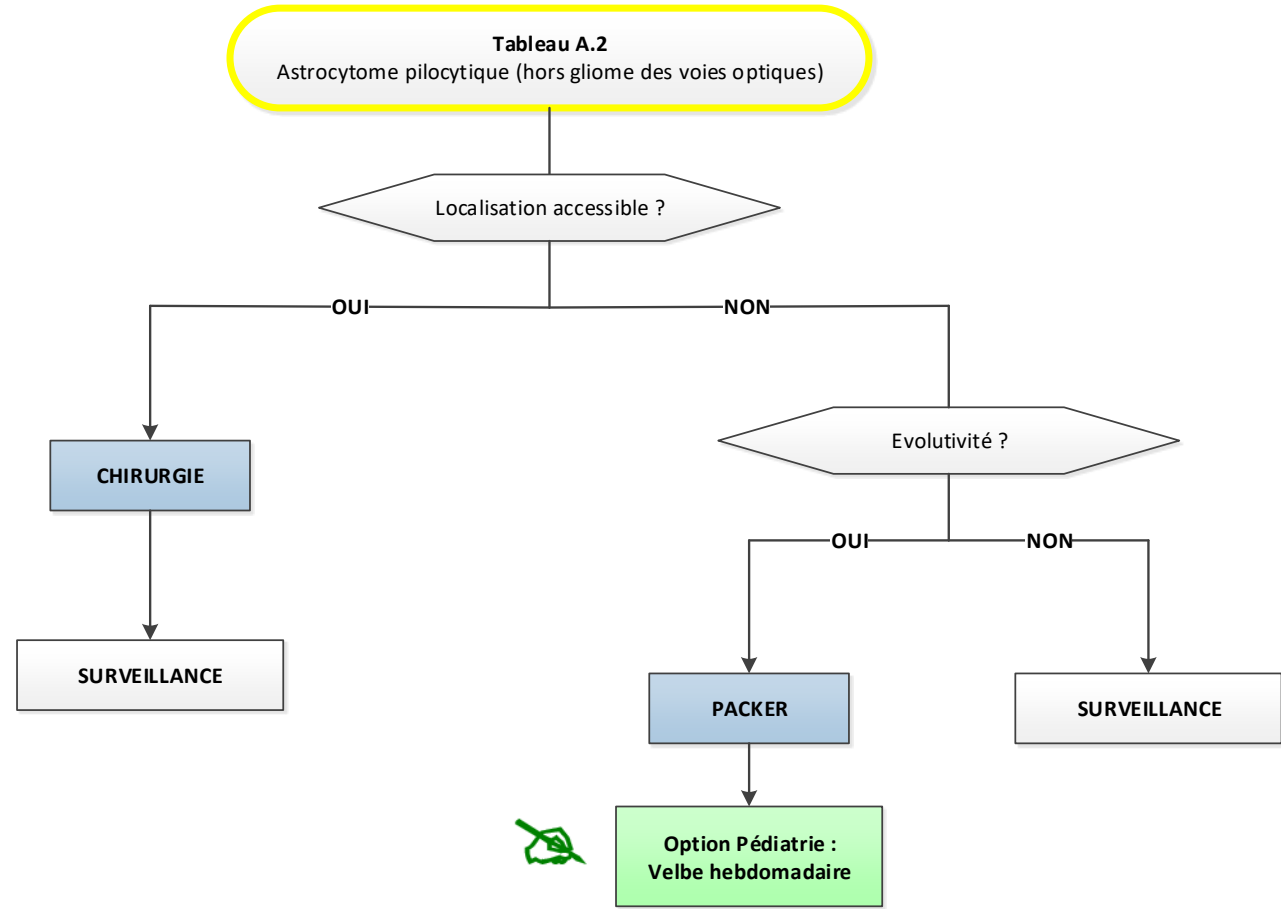 Tableau A.2
Astrocytome pilocytique (hors gliome des voies optiques)
Localisation accessible ?
OUI
NON
CHIRURGIE
Evolutivité ?
OUI
NON
SURVEILLANCE
PACKER
SURVEILLANCE
Option Pédiatrie :
Velbe hebdomadaire